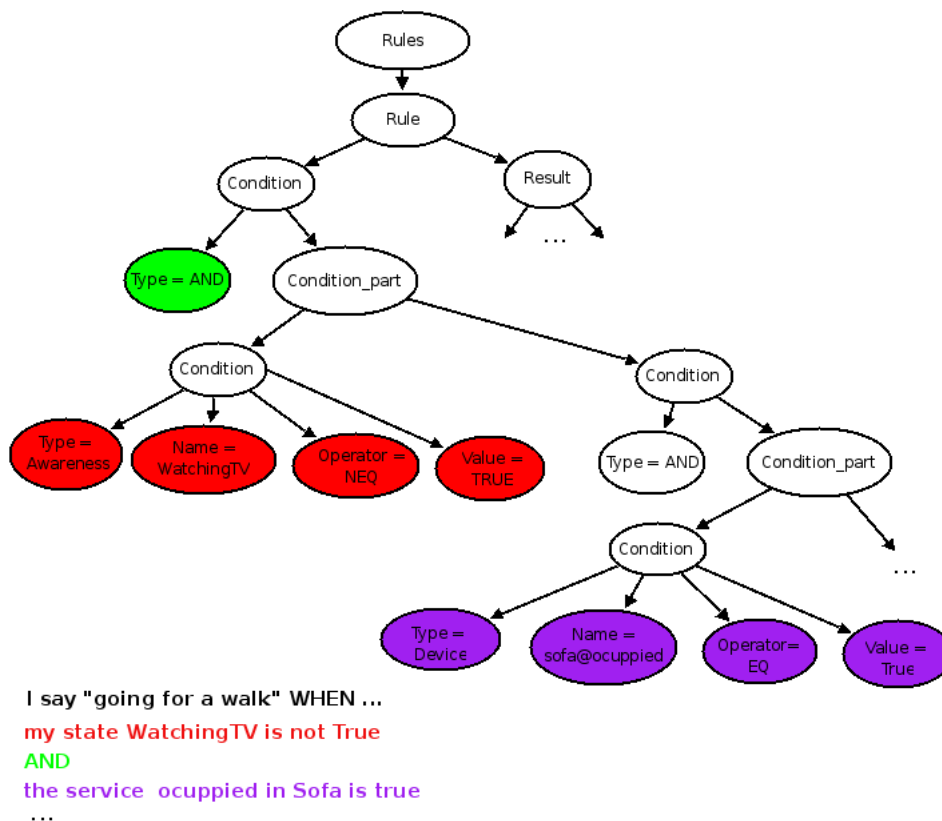 Rules
Rule
Condition
Result
...
Type = AND
Condition_part
Condition
Condition
Type =
Awareness
Name =
WatchingTV
Operator =
NEQ
Value =
TRUE
Type = AND
Condition_part
Condition
...
Type =
Device
Name =
sofa@ocuppied
Operator=
EQ
Value =
True
I say "going for a walk" WHEN ...
my state WatchingTV is not True
AND
the service ocuppied in Sofa is true
...